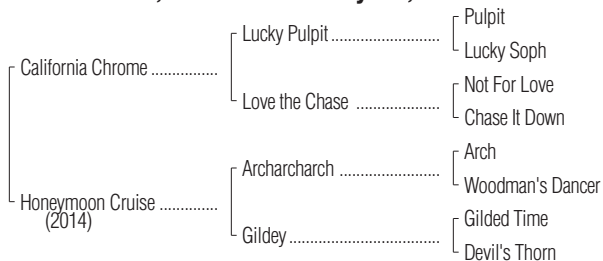 Pulpit
Lucky Pulpit
Lucky Soph
California Chrome
Not For Love
Love the Chase
Chase It Down
Arch
Archarcharch
Woodman's Dancer
Honeymoon Cruise
(2014)
Gilded Time
Gildey
Devil's Thorn